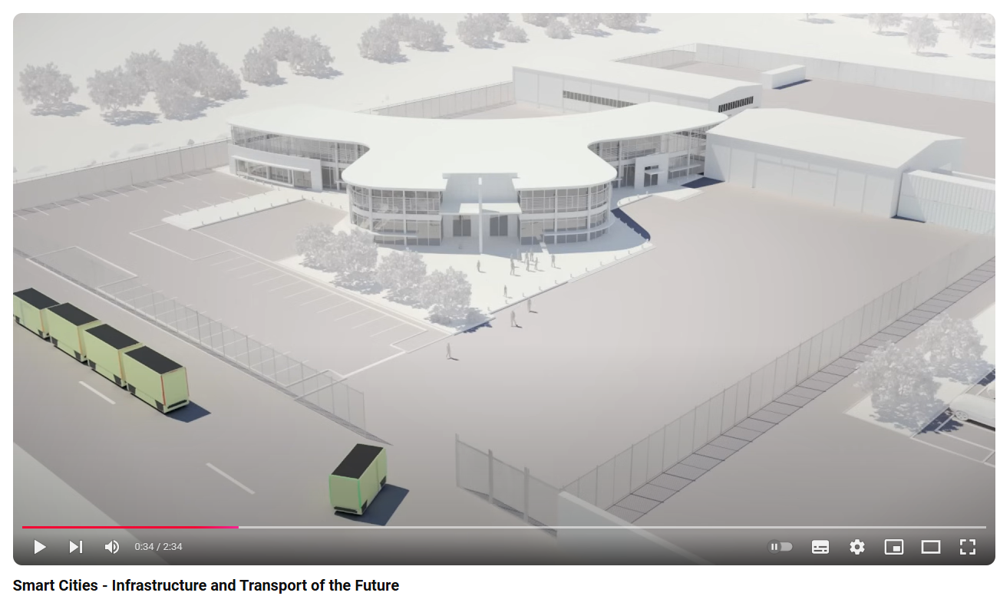 0:34 / 2:34
Smart Cities - Infrastructure and Transport of the Future